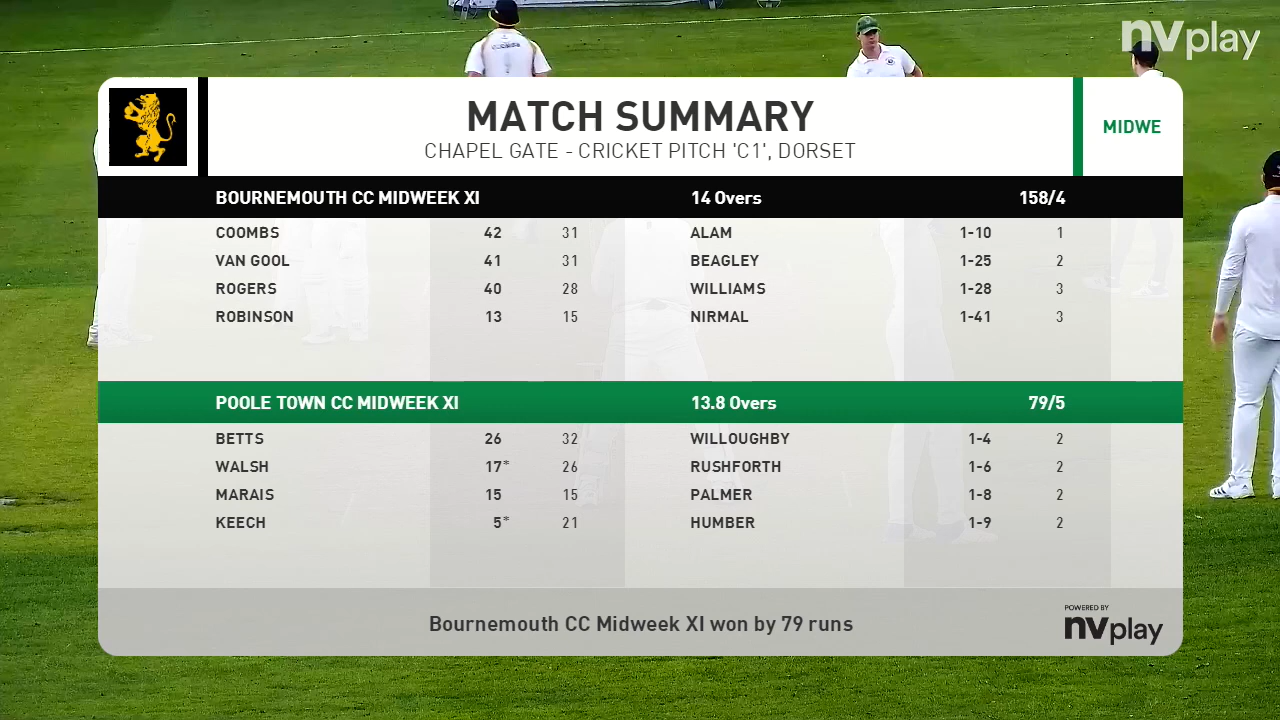 nvplay
MATCH SUMMARY
CHAPEL GATE - CRICKET PITCH 'C1', DORSET
MIDWE
BOURNEMOUTH CC MIDWEEK XI 14 Overs 158/4
COOMBS 42 31 ALAM 1-10 1
VAN GOOL 41 31 BEAGLEY 1-25 2
ROGERS 40 28 WILLIAMS 1-28 3
ROBINSON 13 15 NIRMAL 1-41 3
POOLE TOWN CC MIDWEEK XI 13.8 Overs 79/5
BETTS 26 32 WILLOUGHBY 1-4 2
WALSH 17* 26 RUSHFORTH 1-6 2
MARAIS 15 15 PALMER 1-8 2
KEECH 5* 21 HUMBER 1-9 2
Bournemouth CC Midweek XI won by 79 runs
POWERED BY
nvplay